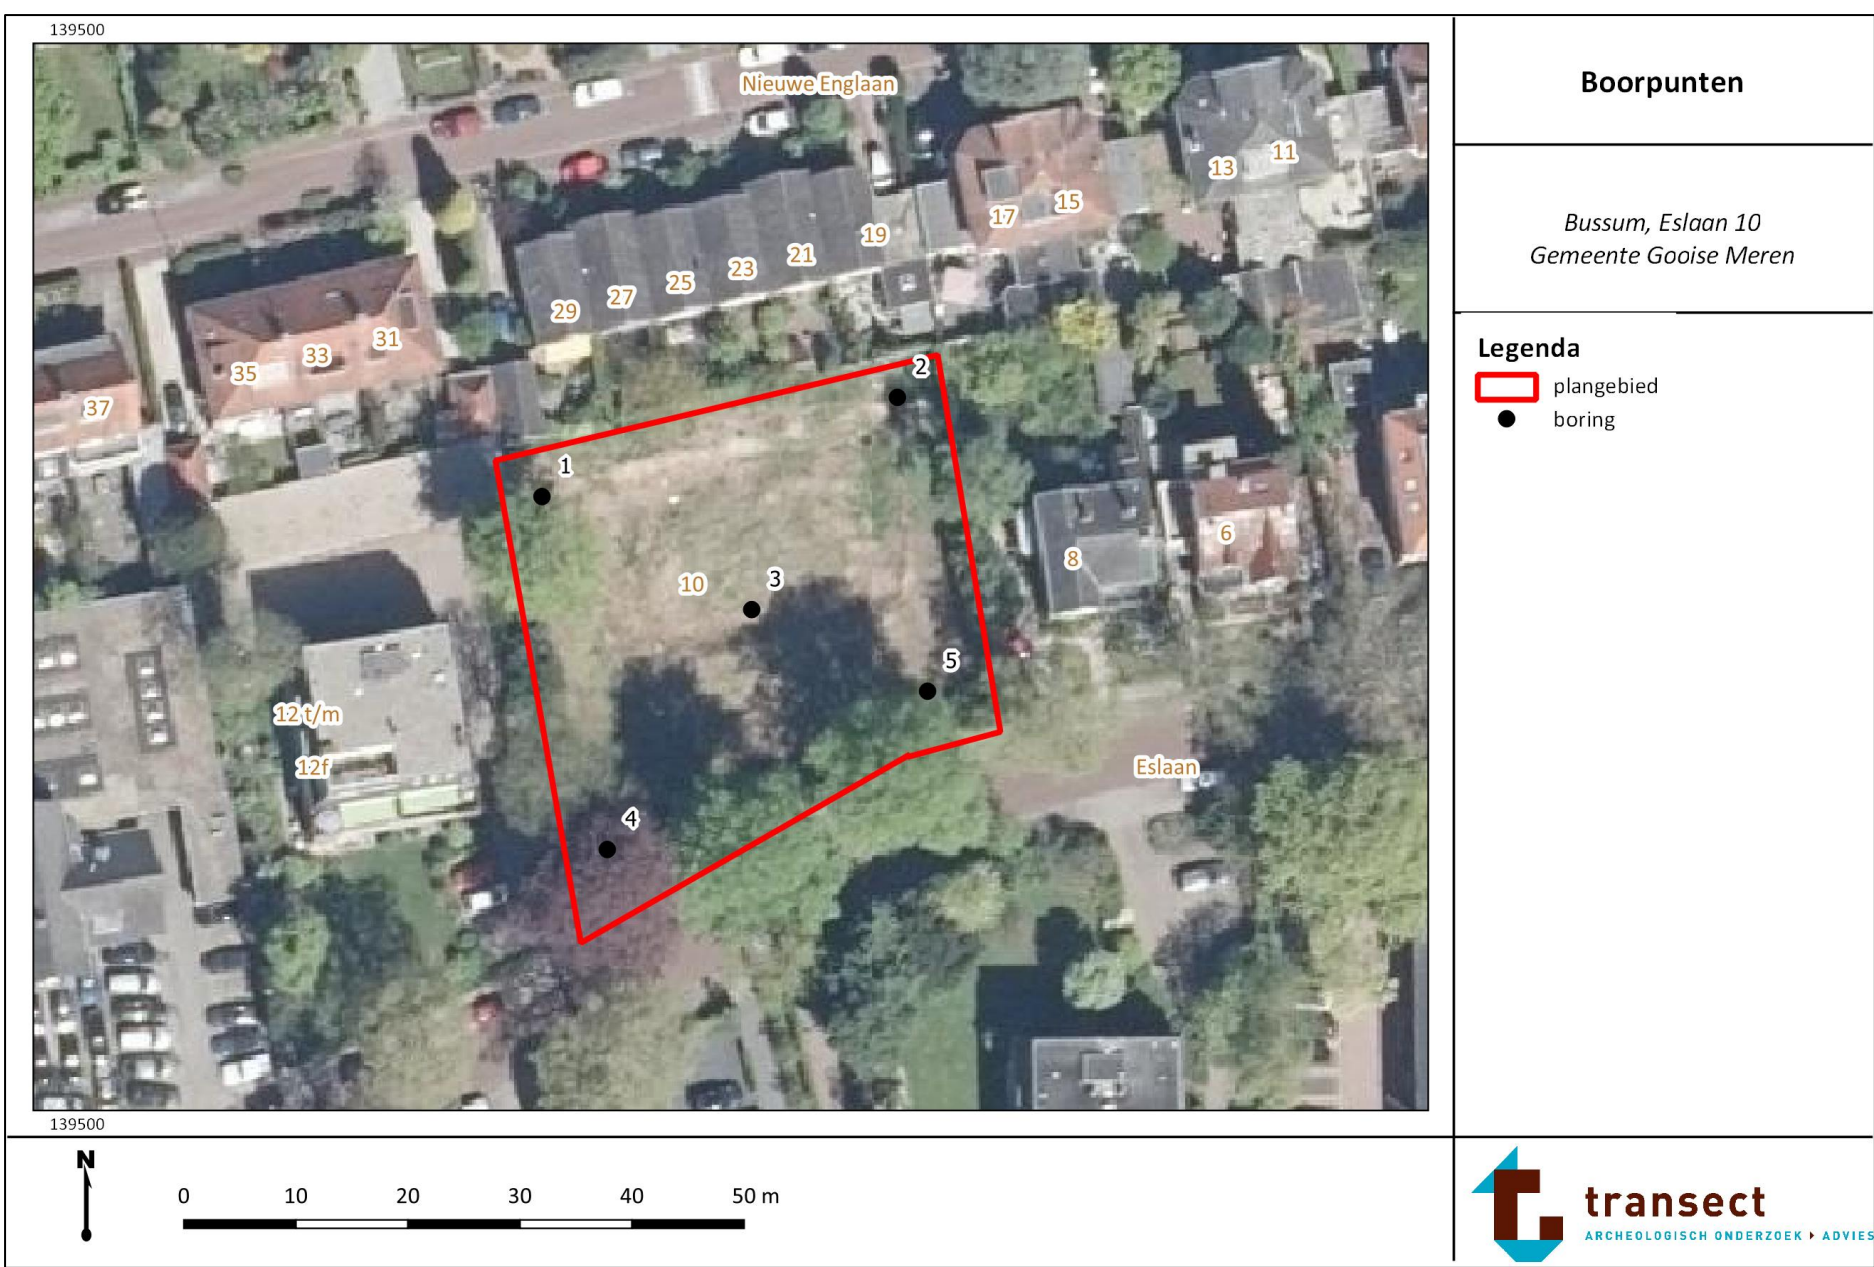 139500
Nieuwe Englaan
11
13
15
17
19
21
23
25
27
29
31
33
35
37
2
1
3
10
8
6
5
12 t/m
12f
Eslaan
4
139500
N
0 10 20 30 40 50 m
Boorpunten
Bussum, Eslaan 10
Gemeente Gooise Meren
Legenda
plangebied
boring
transect
ARCHEOLOGISCH ONDERZOEK ▸ ADVIES